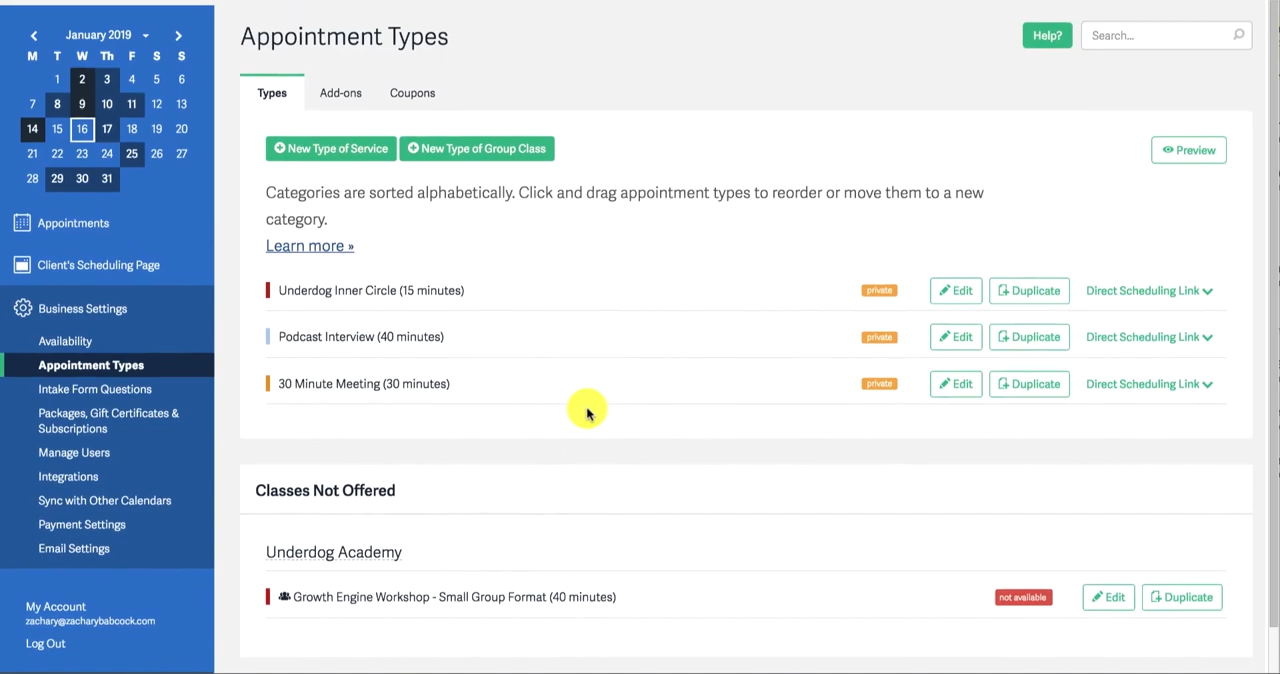 January 2019
M T W Th F S S
1 2 3 4 5 6
7 8 9 10 11 12 13
14 15 16 17 18 19 20
21 22 23 24 25 26 27
28 29 30 31
Appointments
Client's Scheduling Page
Business Settings
Availability
Appointment Types
Intake Form Questions
Packages, Gift Certificates &
Subscriptions
Manage Users
Integrations
Sync with Other Calendars
Payment Settings
Email Settings
My Account
zachary@zacharybabcock.com
Log Out
Appointment Types
Help?
Search...
Types Add-ons Coupons
New Type of Service New Type of Group Class Preview
Categories are sorted alphabetically. Click and drag appointment types to reorder or move them to a new
category.
Learn more »
Underdog Inner Circle (15 minutes) private Edit Duplicate Direct Scheduling Link
Podcast Interview (40 minutes) private Edit Duplicate Direct Scheduling Link
30 Minute Meeting (30 minutes) private Edit Duplicate Direct Scheduling Link
Classes Not Offered
Underdog Academy
Growth Engine Workshop - Small Group Format (40 minutes) not available Edit Duplicate